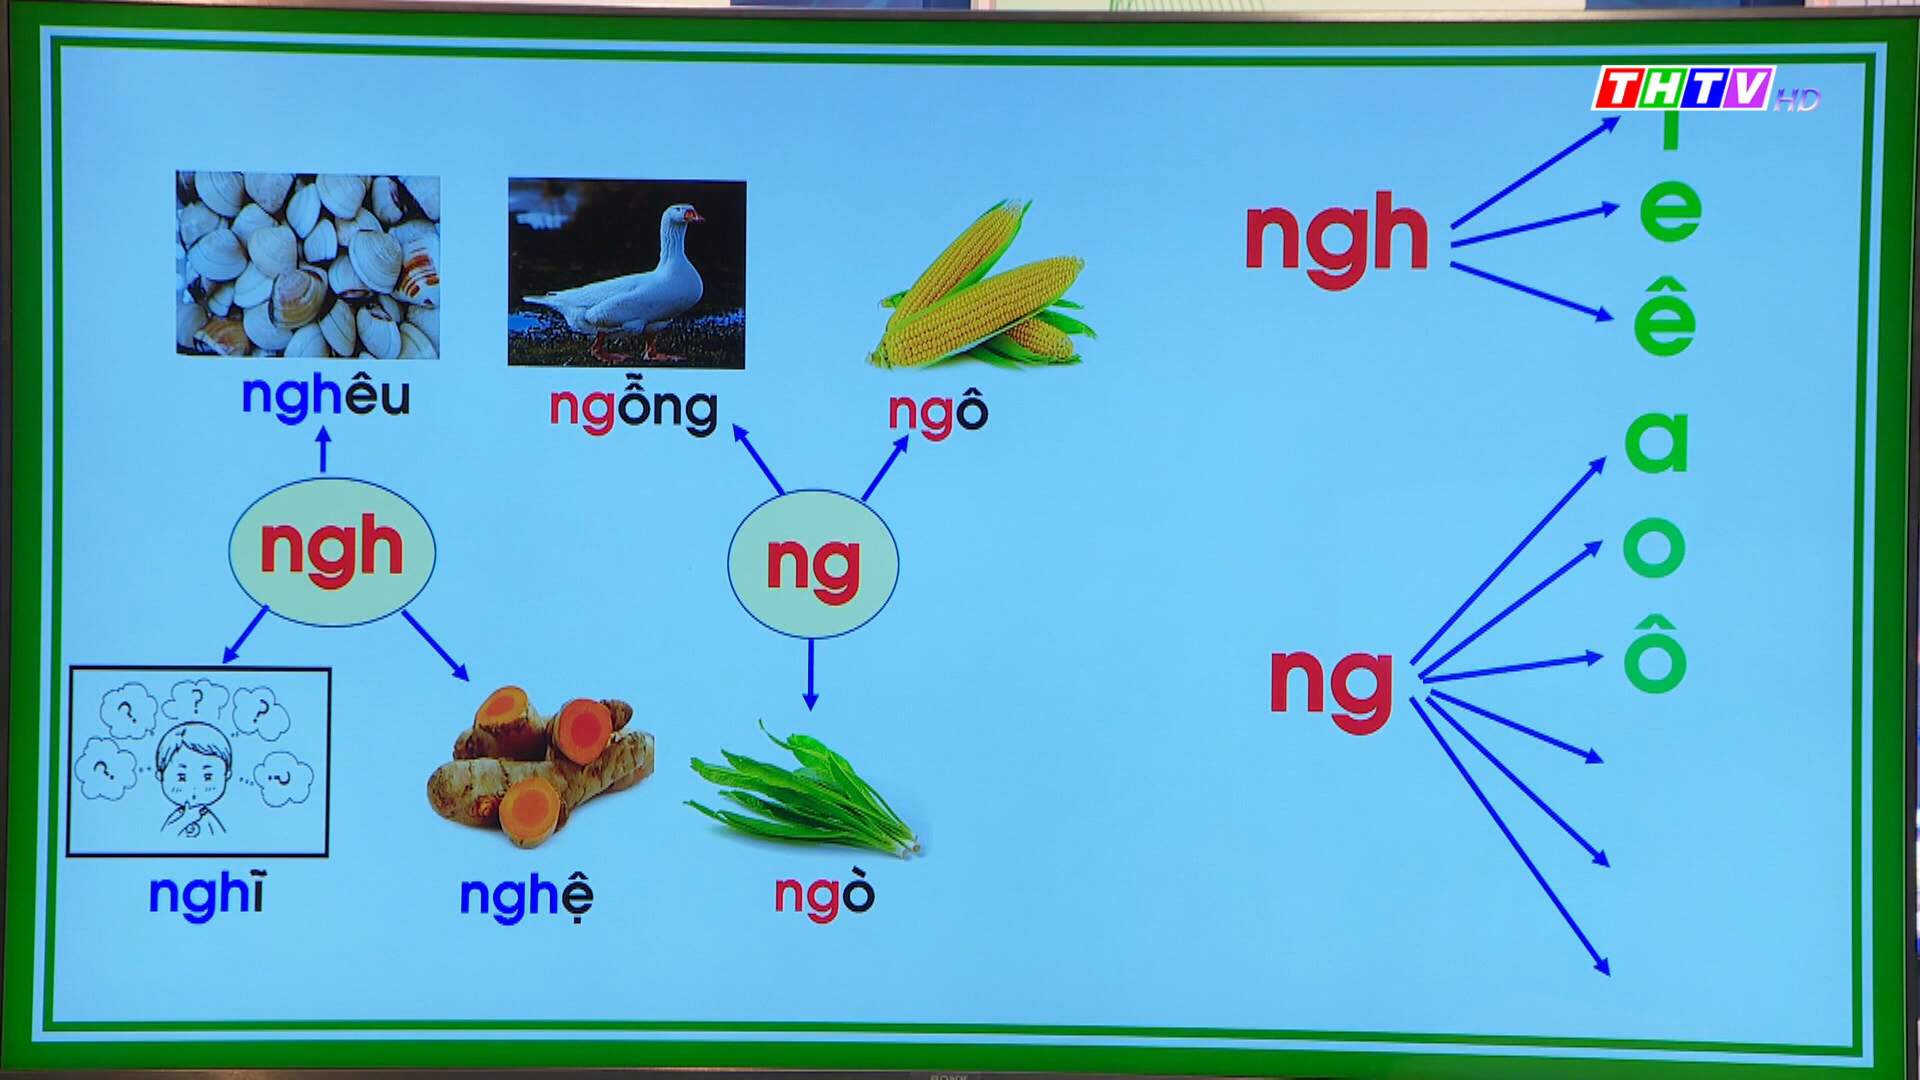 THTV HD
nghêu
ngỗng
ngô
ngh
ng
nghĩ
nghệ
ngò
ngh
i
e
ê
ng
a
o
ô